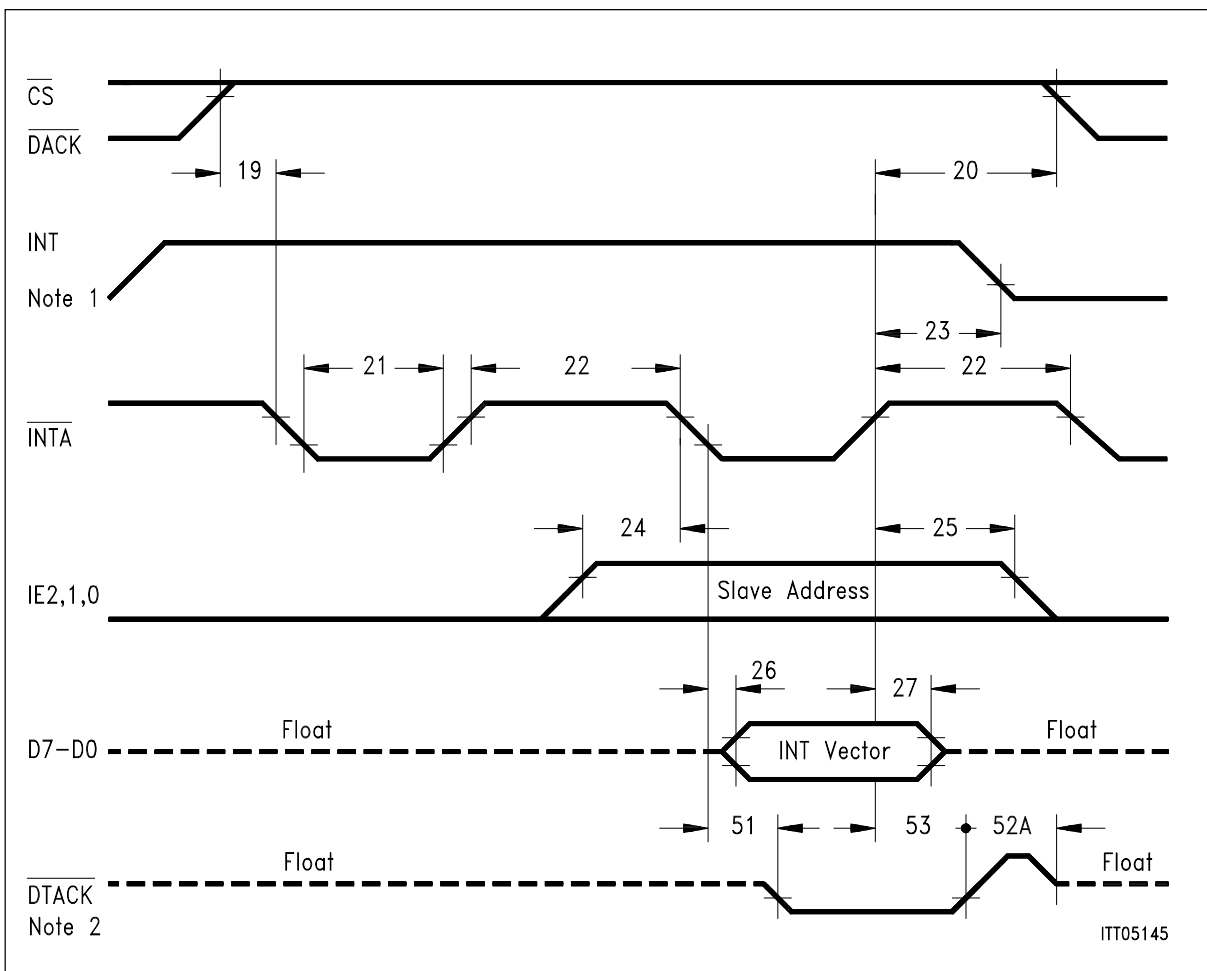 CS
DACK
19
20
INT
Note 1
23
21
22
22
INTA
24
25
IE2,1,0
Slave Address
26
27
Float
D7-D0
INT Vector
Float
51
53
52A
Float
Float
DTACK
Note 2
ITT05145